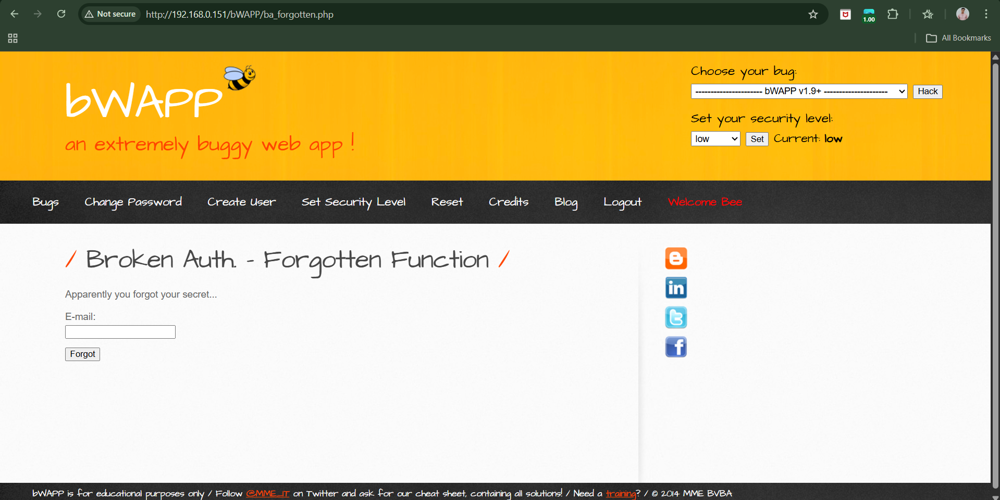 Not secure
http://192.168.0.151/bWAPP/ba_forgotten.php
1.00
All Bookmarks
bWAPP
an extremely buggy web app !
Choose your bug:
---------------------- bWAPP v1.9+ ---------------------
Hack
Set your security level:
low
Set
Current: low
Bugs
Change Password
Create User
Set Security Level
Reset
Credits
Blog
Logout
Welcome Bee
/ Broken Auth. - Forgotten Function /
Apparently you forgot your secret...
E-mail:
Forgot
bWAPP is for educational purposes only / Follow @MME_IT on Twitter and ask for our cheat sheet, containing all solutions! / Need a training? / © 2014 MME BVBA